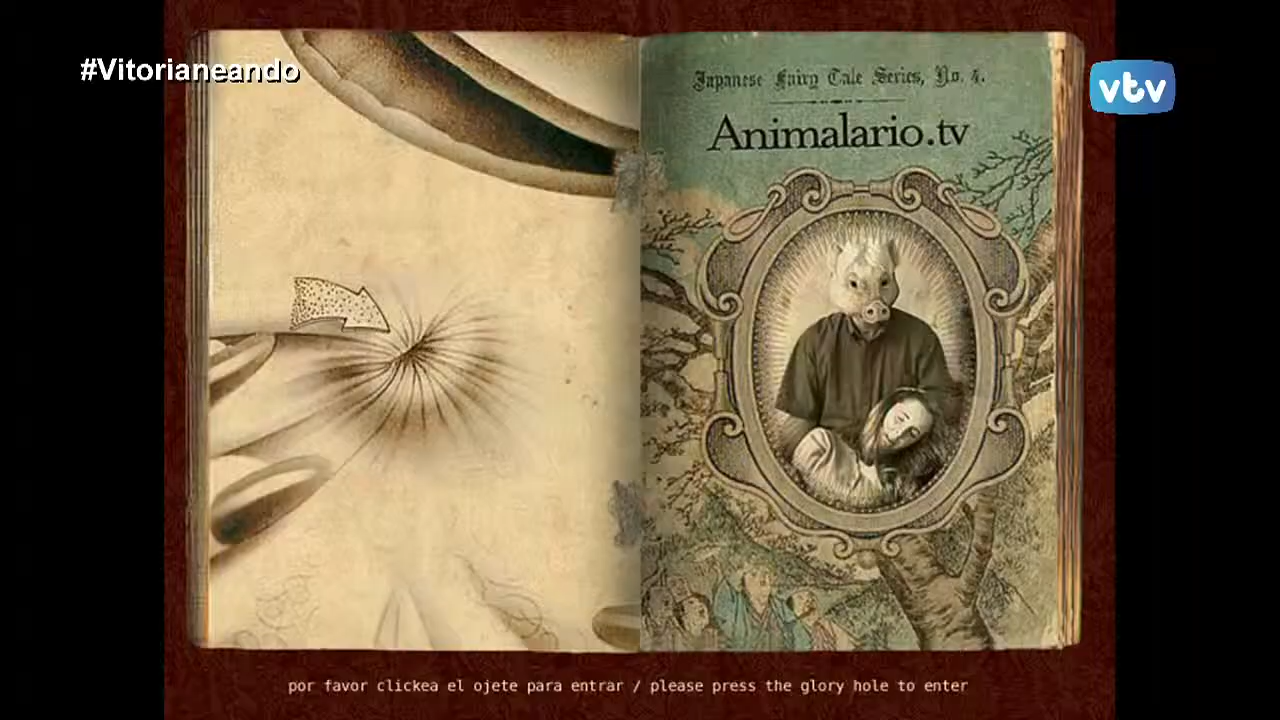 #Vitorianeando
vtv
Japanese Fairy Tale Series, No. 4.
Animalario.tv
por favor clickea el ojete para entrar / please press the glory hole to enter